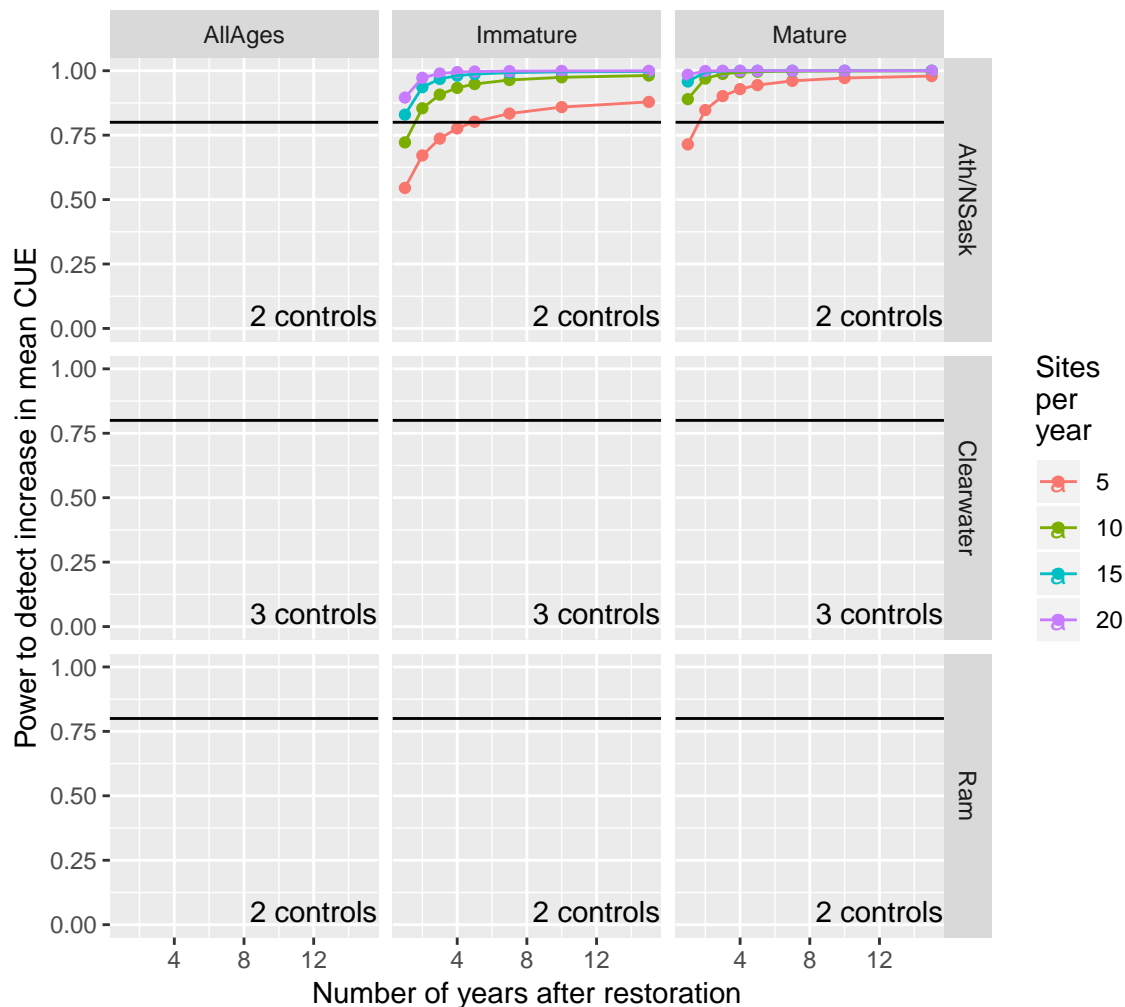 AllAges
Immature
Mature
1.00
0.75
0.50
0.25
0.00
2 controls
2 controls
2 controls
Ath/NSask
1.00
0.75
0.50
0.25
0.00
3 controls
3 controls
3 controls
Clearwater
1.00
0.75
0.50
0.25
0.00
2 controls
2 controls
2 controls
Ram
4 8 12
4 8 12
4 8 12
Number of years after restoration
Power to detect increase in mean CUE
Sites
per
year
a 5
a 10
a 15
a 20